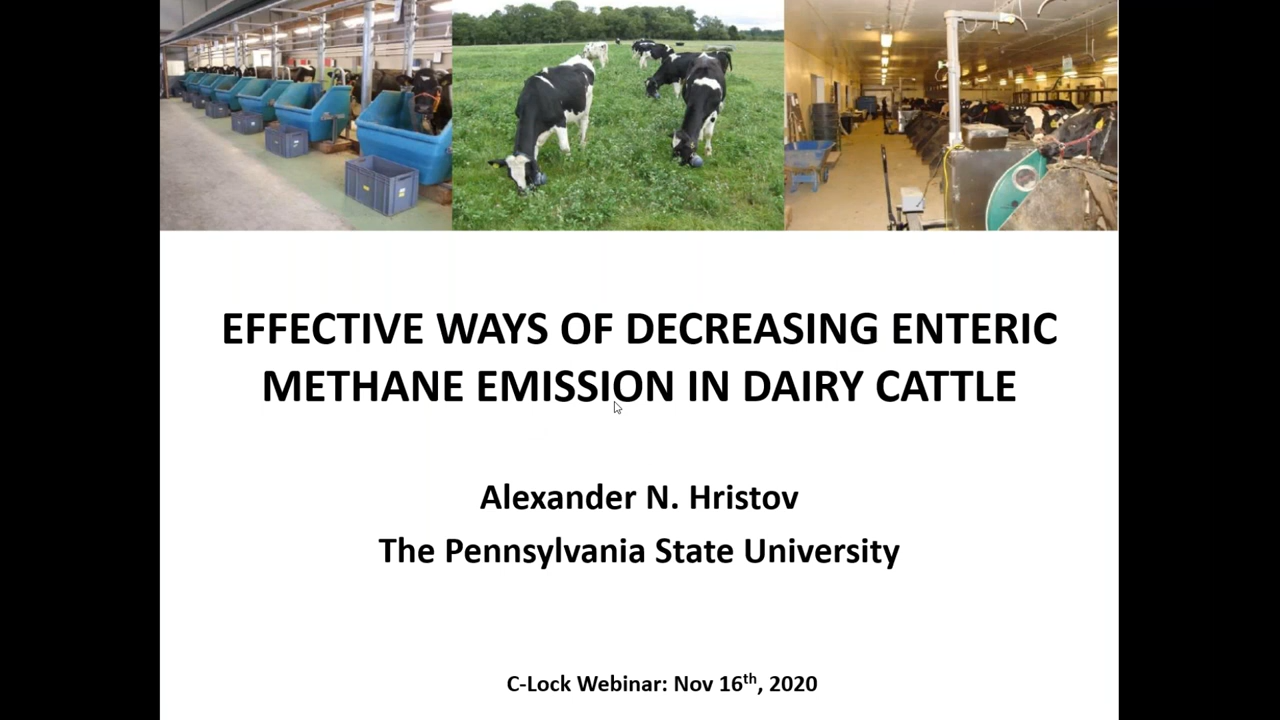 EFFECTIVE WAYS OF DECREASING ENTERIC
METHANE EMISSION IN DAIRY CATTLE
Alexander N. Hristov
The Pennsylvania State University
C-Lock Webinar: Nov 16th, 2020